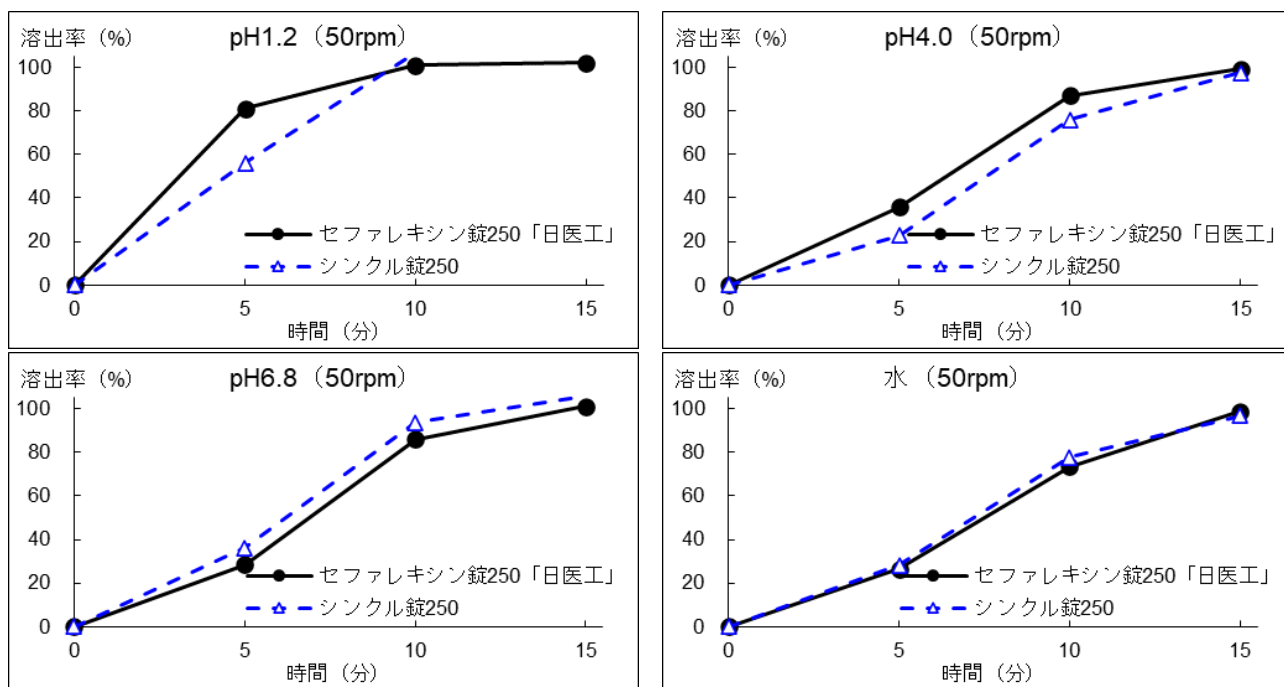 溶出率（%） pH1.2（50rpm）
100
80
60
40
20
0
セファレキシン錠250「日医工」
シンクル錠250
0 5 10 15
時間（分）
溶出率（%） pH4.0（50rpm）
100
80
60
40
20
0
セファレキシン錠250「日医工」
シンクル錠250
0 5 10 15
時間（分）
溶出率（%） pH6.8（50rpm）
100
80
60
40
20
0
セファレキシン錠250「日医工」
シンクル錠250
0 5 10 15
時間（分）
溶出率（%） 水（50rpm）
100
80
60
40
20
0
セファレキシン錠250「日医工」
シンクル錠250
0 5 10 15
時間（分）